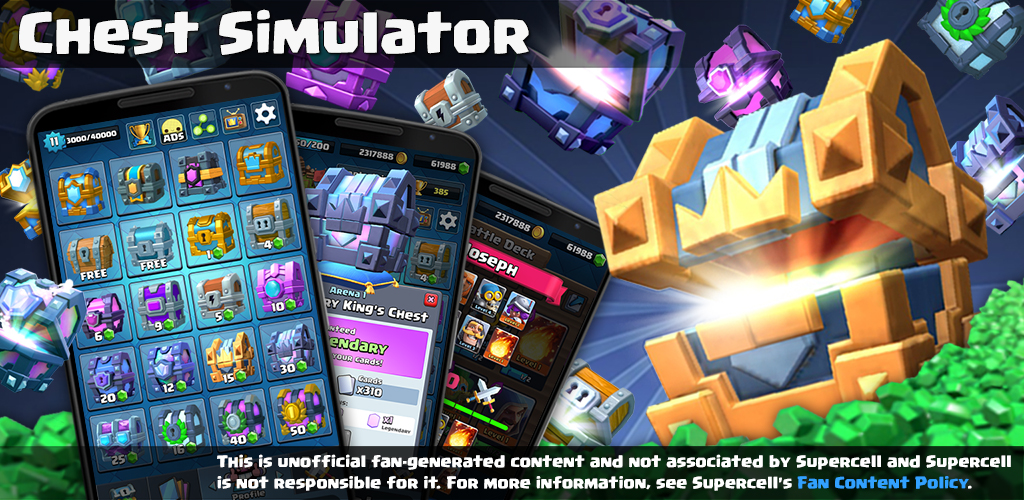 Chest Simulator
11 3000/40000
ADS
FREE
FREE
1
4
6
9
5
10
20
12
15
30
25
16
40
50
Profile
2317888
61988
385
Arena 1
King's Chest
x310
Cards
x1
Legendary
2317888
61988
Battle Deck
Joseph
This is unofficial fan-generated content and not associated by Supercell and Supercell
is not responsible for it. For more information, see Supercell's Fan Content Policy.